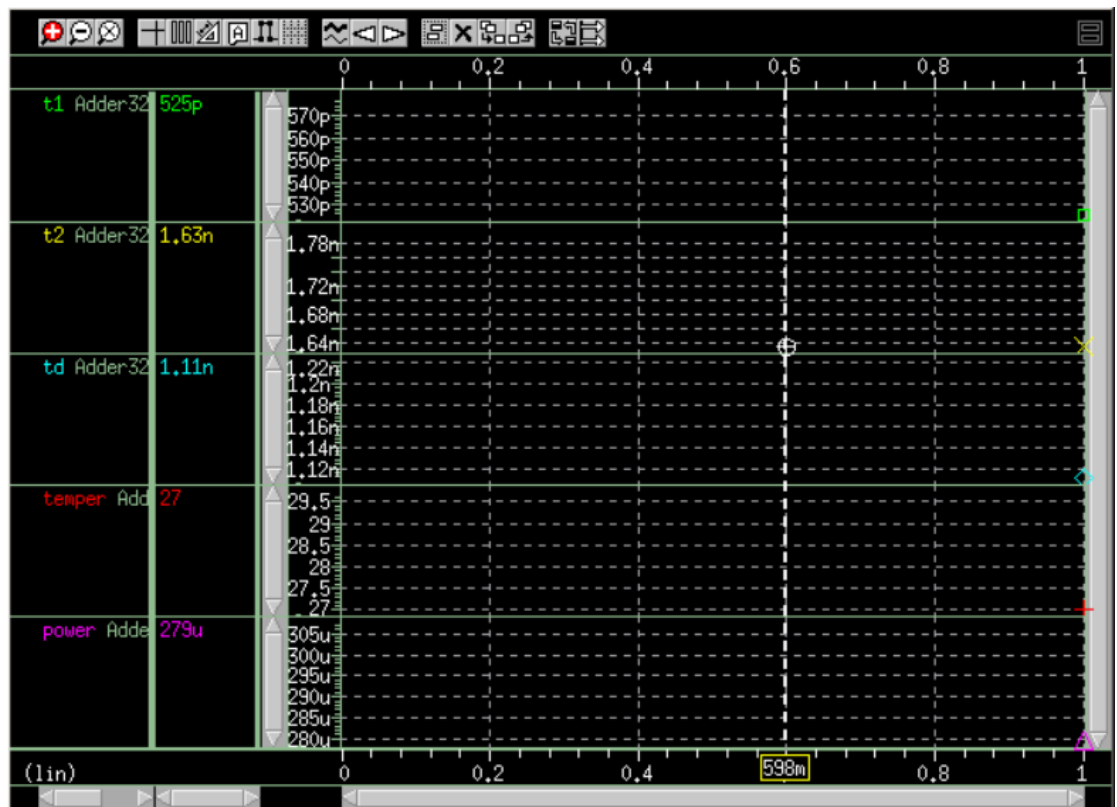 0 0.2 0.4 0.6 0.8 1
t1 Adder32 525p
570p
560p
550p
540p
530p
t2 Adder32 1.63n
1.78n
1.72n
1.68n
1.64n
td Adder32 1.11n
1.22n
1.2n
1.18n
1.16n
1.14n
1.12n
temper Add 27
29.5
29
28.5
28
27.5
27
power Adde 279u
305u
300u
295u
290u
285u
280u
(lin) 0 0.2 0.4 598m 0.8 1